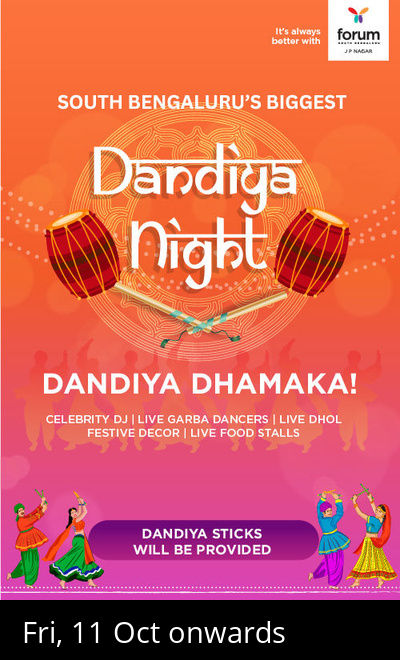 It's always
better with
forum
SOUTH BENGALURU
J P NAGAR
SOUTH BENGALURU'S BIGGEST
Dandiya
Night
DANDIYA DHAMAKA!
CELEBRITY DJ | LIVE GARBA DANCERS | LIVE DHOL
FESTIVE DECOR | LIVE FOOD STALLS
DANDIYA STICKS
WILL BE PROVIDED
Fri, 11 Oct onwards